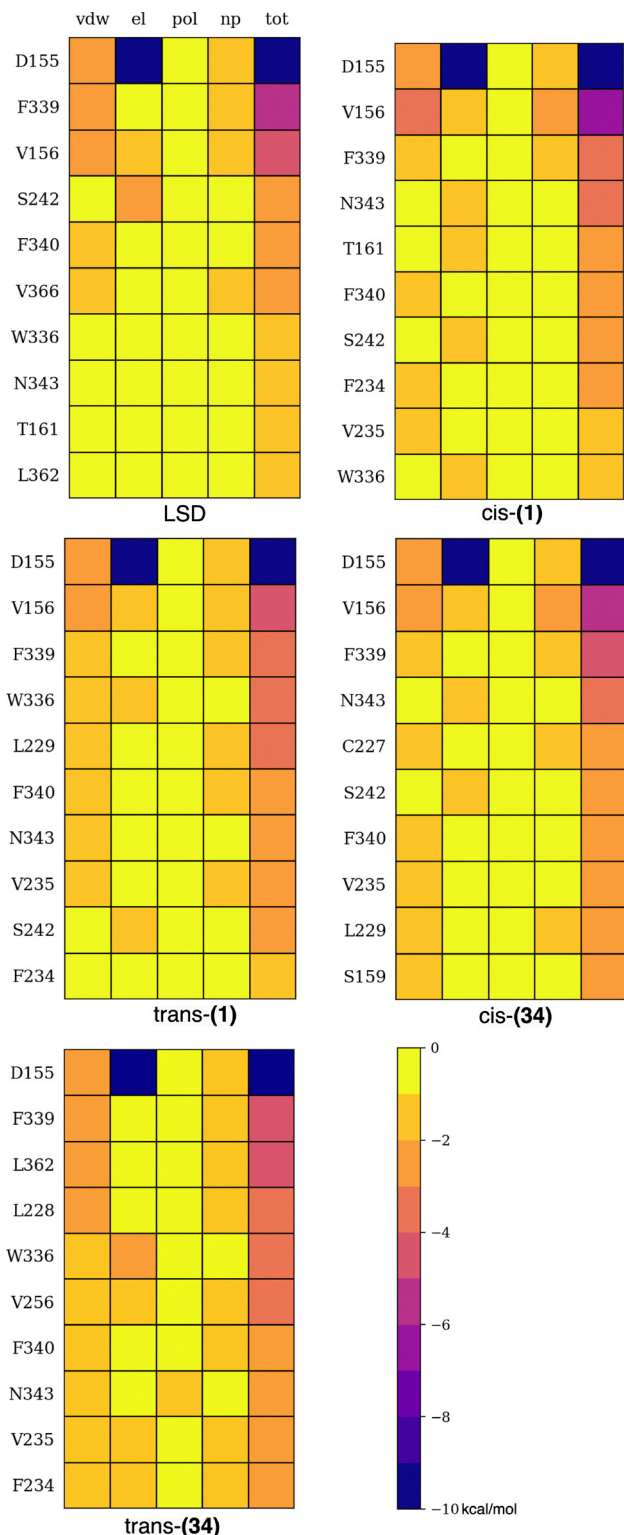 vdw el pol np tot
D155
F339
V156
S242
F340
V366
W336
N343
T161
L362
LSD
D155
V156
F339
N343
T161
F340
S242
F234
V235
W336
cis-(1)
D155
V156
F339
W336
L229
F340
N343
V235
S242
F234
trans-(1)
D155
V156
F339
N343
C227
S242
F340
V235
L229
S159
cis-(34)
D155
F339
L362
L228
W336
V256
F340
N343
V235
F234
trans-(34)
0
−2
−4
−6
−8
−10 kcal/mol